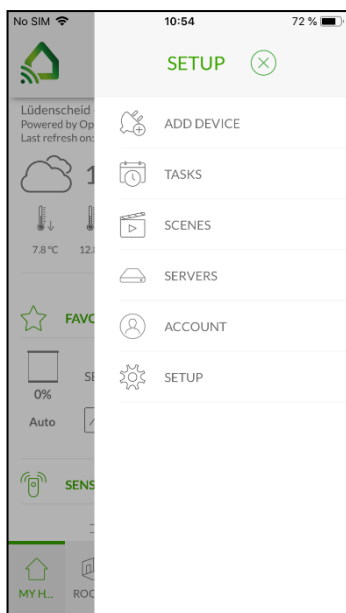 No SIM 10:54 72 %
SETUP
Lüdenscheid
Powered by Op
Last refresh on:
ADD DEVICE
1
TASKS
7.8 °C 12.8
SCENES
SERVERS
FAVO
ACCOUNT
SE
0%
SETUP
Auto
SENS
MY H... ROO